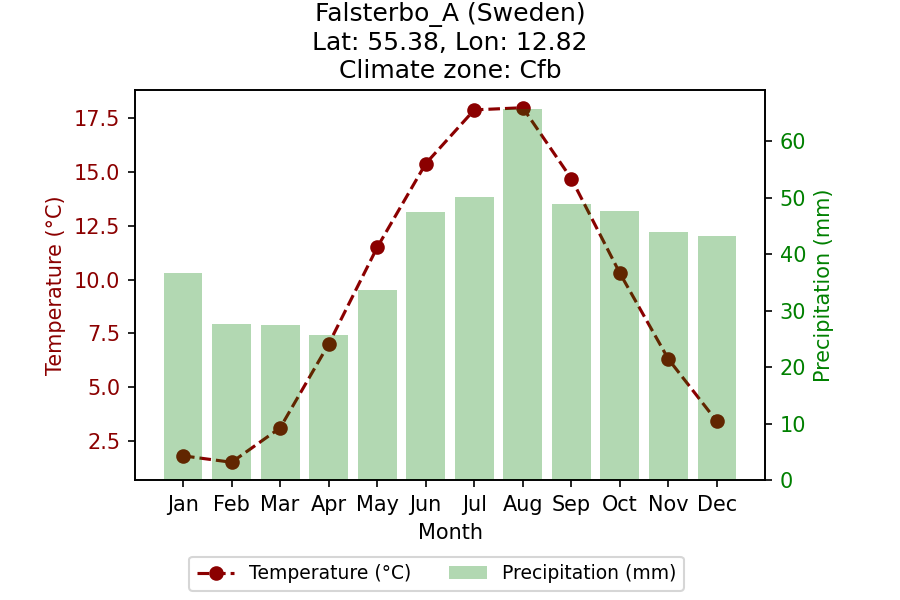 Falsterbo_A (Sweden)
Lat: 55.38, Lon: 12.82
Climate zone: Cfb
Temperature (°C)
17.5
15.0
12.5
10.0
7.5
5.0
2.5
Precipitation (mm)
60
50
40
30
20
10
0
Jan Feb Mar Apr May Jun Jul Aug Sep Oct Nov Dec
Month
Temperature (°C) Precipitation (mm)